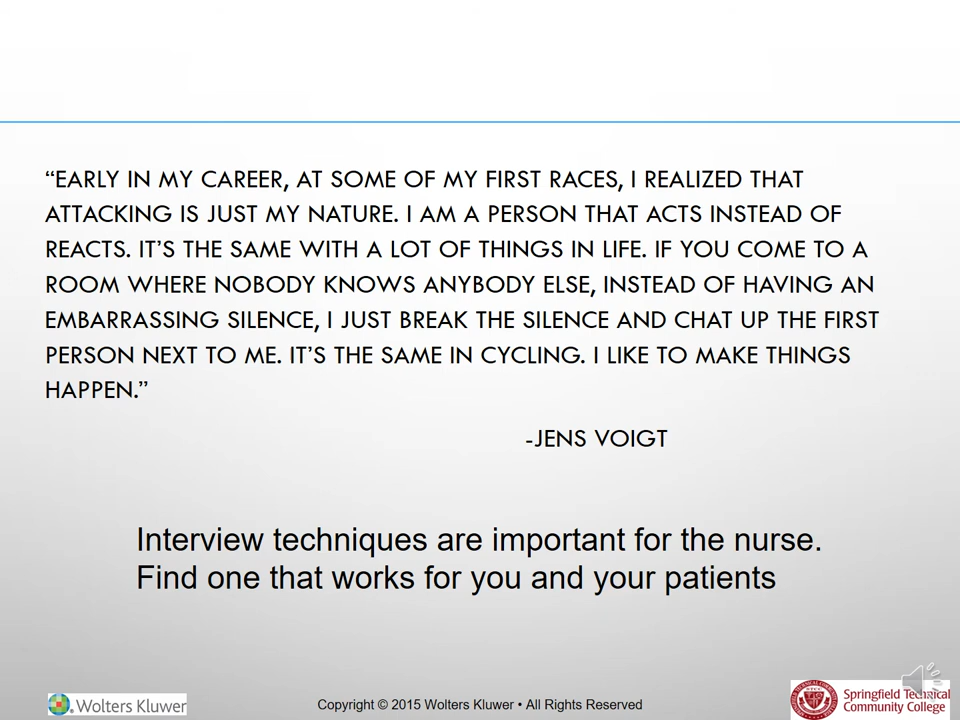 “EARLY IN MY CAREER, AT SOME OF MY FIRST RACES, I REALIZED THAT
ATTACKING IS JUST MY NATURE. I AM A PERSON THAT ACTS INSTEAD OF
REACTS. IT’S THE SAME WITH A LOT OF THINGS IN LIFE. IF YOU COME TO A
ROOM WHERE NOBODY KNOWS ANYBODY ELSE, INSTEAD OF HAVING AN
EMBARRASSING SILENCE, I JUST BREAK THE SILENCE AND CHAT UP THE FIRST
PERSON NEXT TO ME. IT’S THE SAME IN CYCLING. I LIKE TO MAKE THINGS
HAPPEN.”
-JENS VOIGT
Interview techniques are important for the nurse.
Find one that works for you and your patients
Wolters Kluwer
Copyright © 2015 Wolters Kluwer • All Rights Reserved
Springfield Technical
Community College